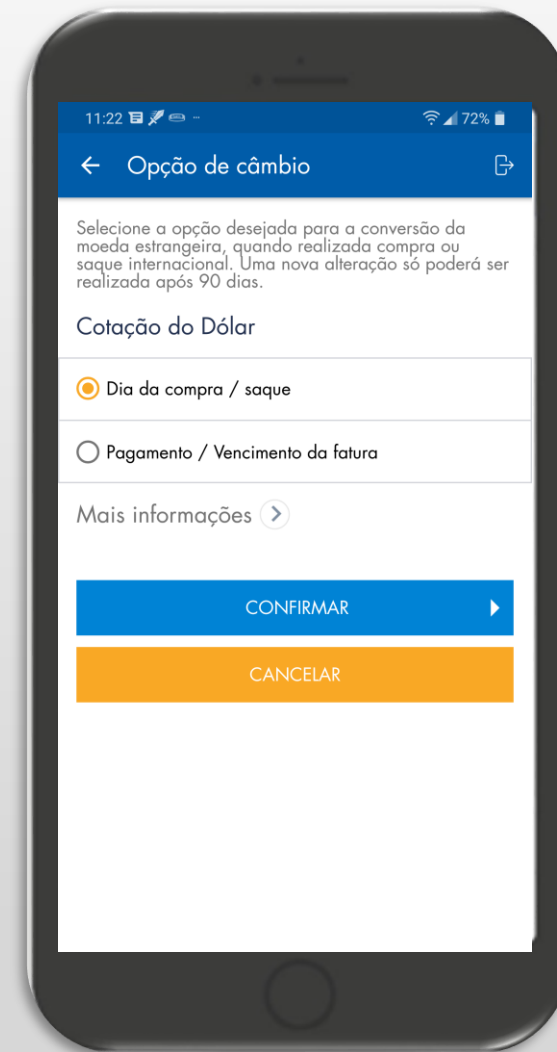 11:22 72%
Opção de câmbio
Selecione a opção desejada para a conversão da
moeda estrangeira, quando realizada compra ou
saque internacional. Uma nova alteração só poderá ser
realizada após 90 dias.
Cotação do Dólar
Dia da compra / saque
Pagamento / Vencimento da fatura
Mais informações
CONFIRMAR
CANCELAR